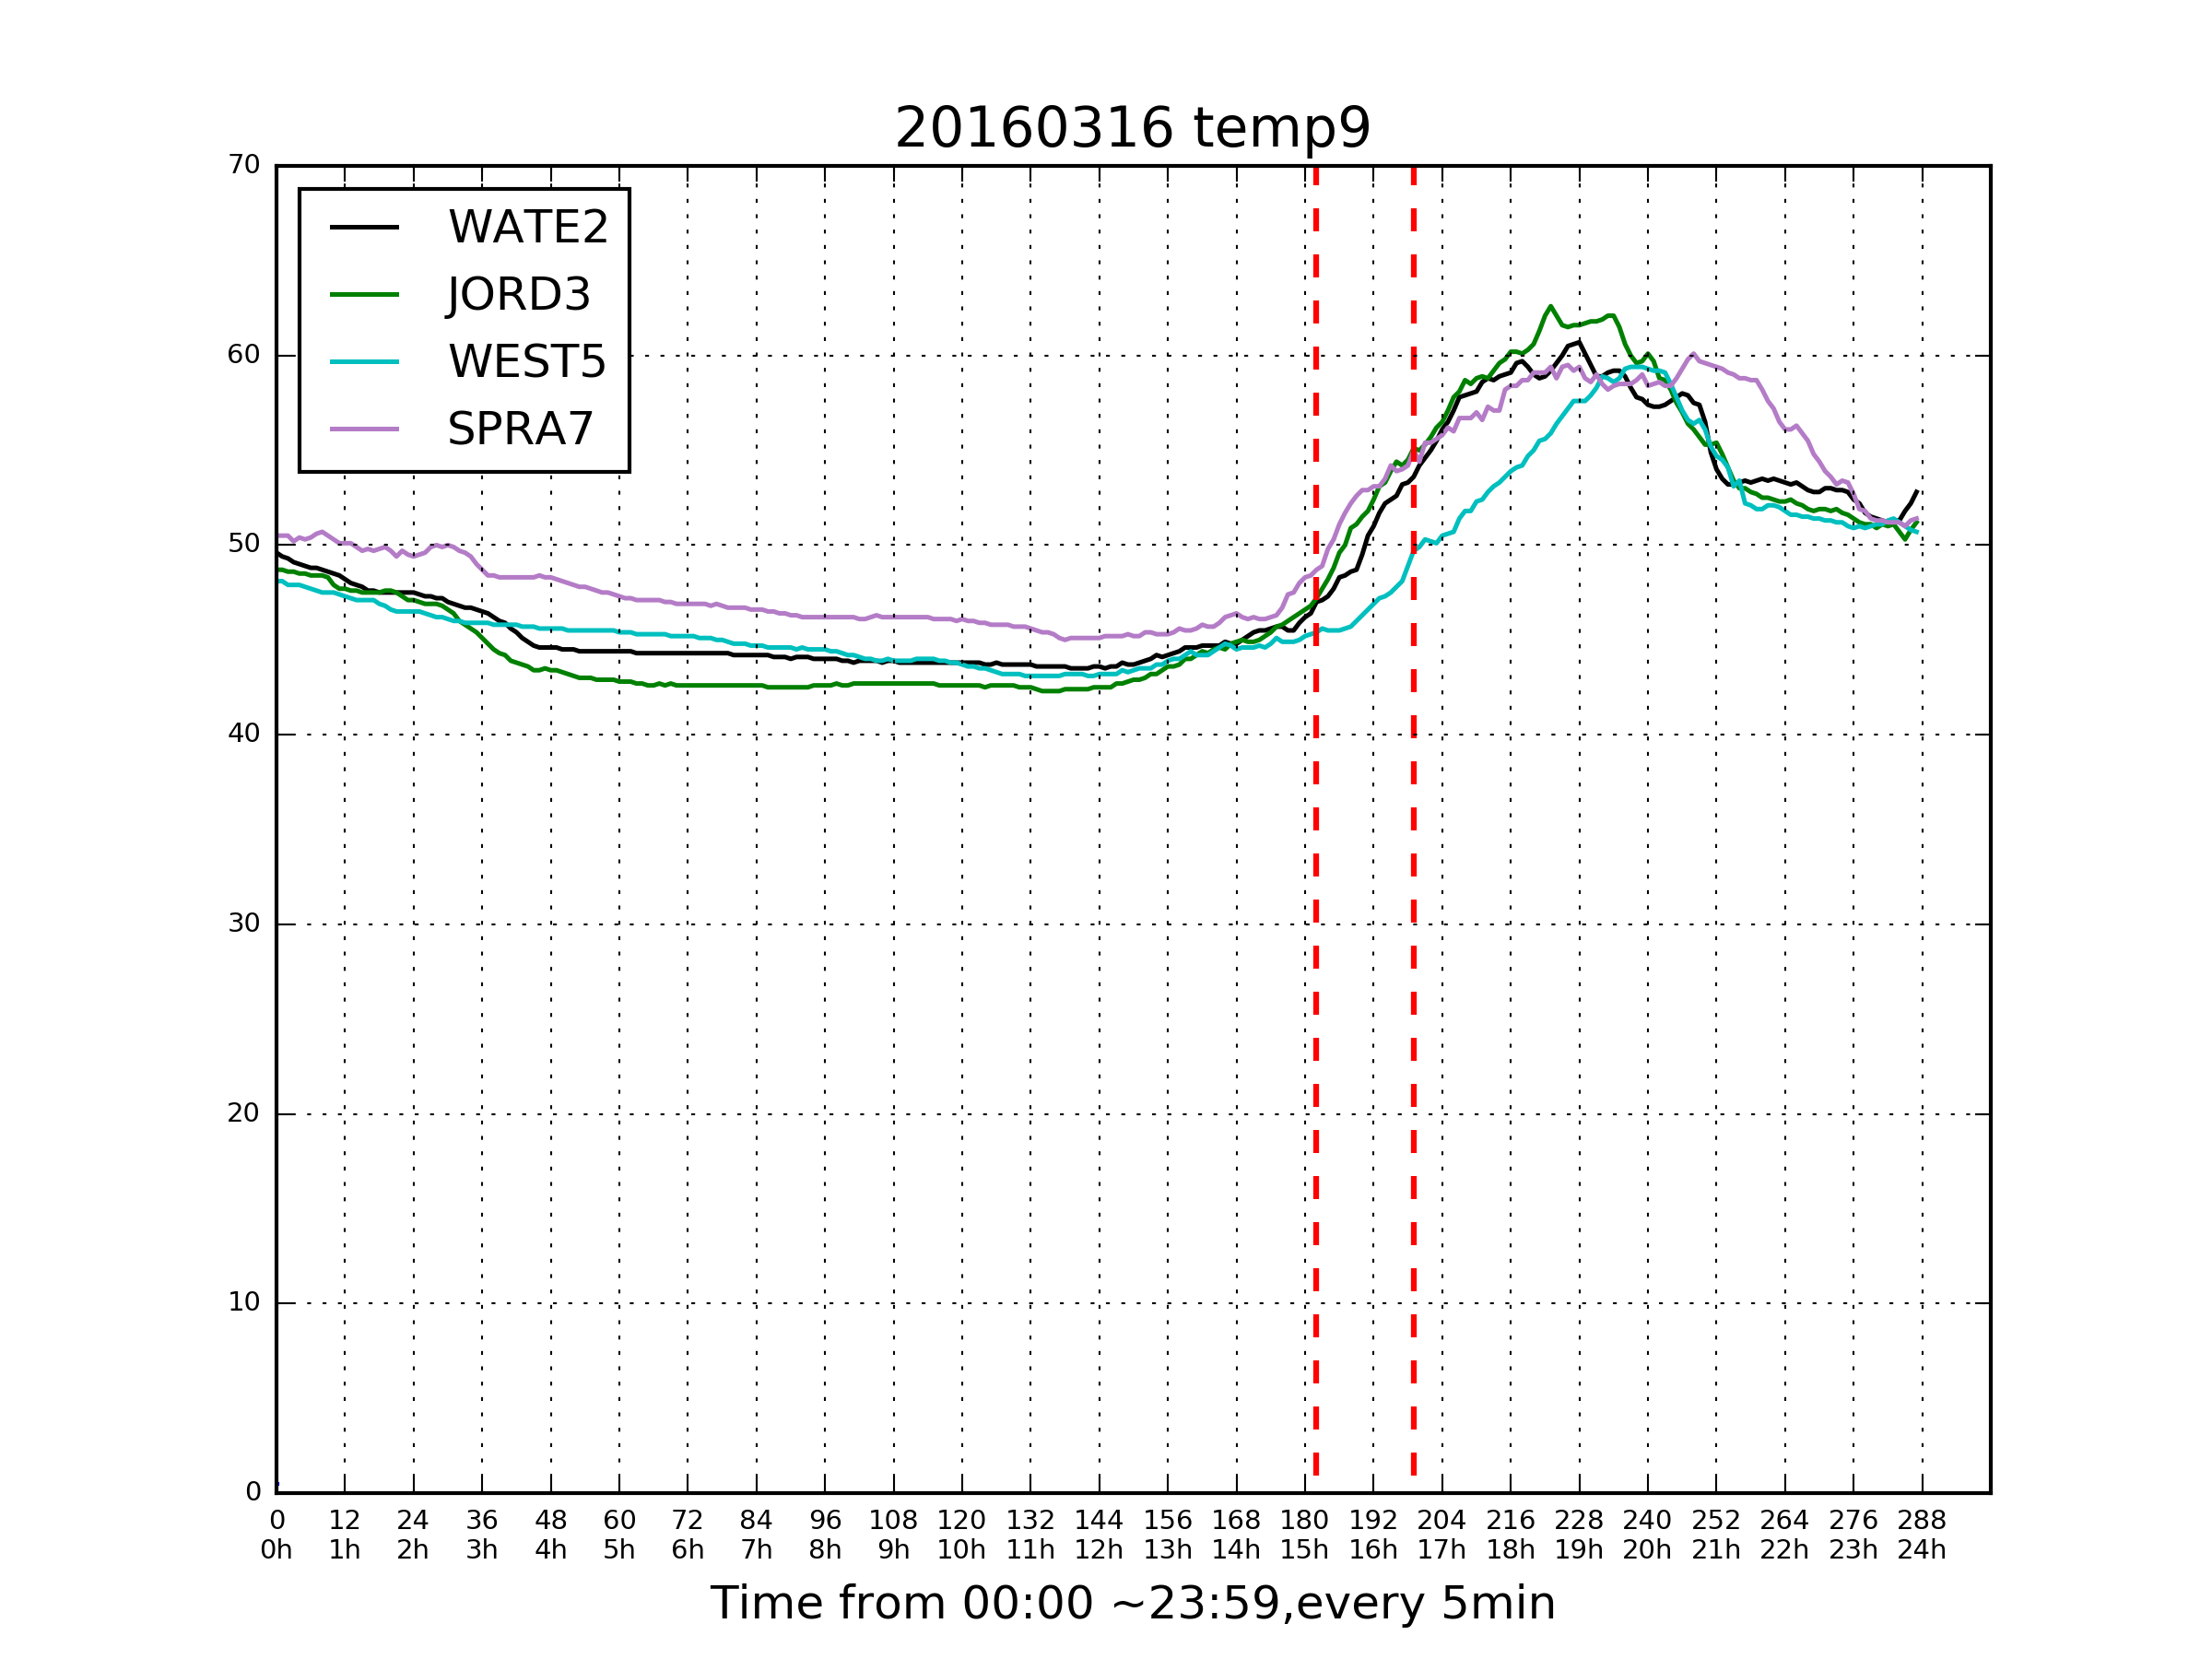 20160316 temp9
70
60
50
40
30
20
10
0
WATE2
JORD3
WEST5
SPRA7
0 12 24 36 48 60 72 84 96 108 120 132 144 156 168 180 192 204 216 228 240 252 264 276 288
0h 1h 2h 3h 4h 5h 6h 7h 8h 9h 10h 11h 12h 13h 14h 15h 16h 17h 18h 19h 20h 21h 22h 23h 24h
Time from 00:00 ~23:59,every 5min